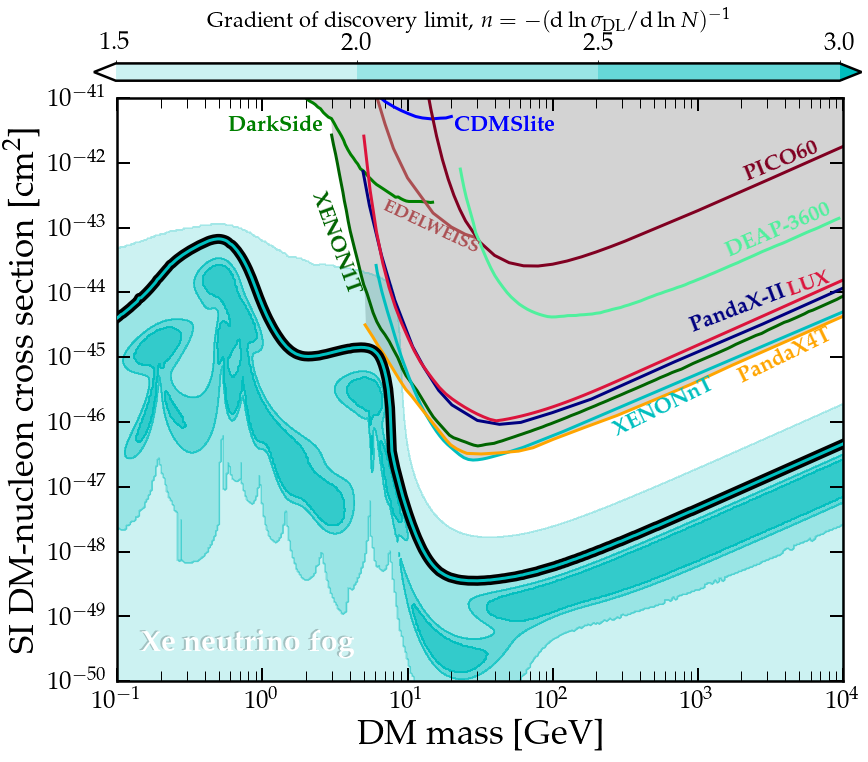 Gradient of discovery limit, n = −(d ln σ_DL/d ln N)^−1
1.5 2.0 2.5 3.0
SI DM-nucleon cross section [cm^2]
10^−41
10^−42
10^−43
10^−44
10^−45
10^−46
10^−47
10^−48
10^−49
10^−50
DarkSide
CDMSlite
PICO60
EDELWEISS
XENON1T
DEAP-3600
PandaX-II
LUX
PandaX4T
XENONnT
Xe neutrino fog
10^−1 10^0 10^1 10^2 10^3 10^4
DM mass [GeV]